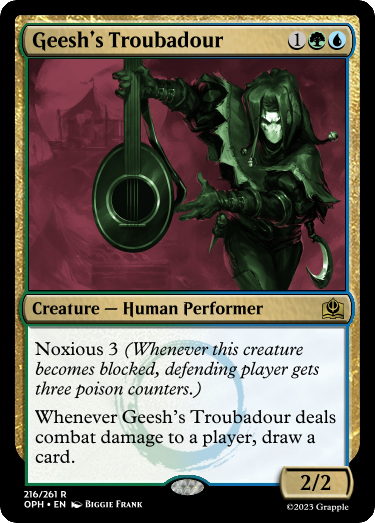 Geesh's Troubadour 1
Creature — Human Performer
Noxious 3 (Whenever this creature
becomes blocked, defending player gets
three poison counters.)
Whenever Geesh's Troubadour deals
combat damage to a player, draw a
card.
2/2
216/261 R
OPH • EN Biggie Frank
©2023 Grapple